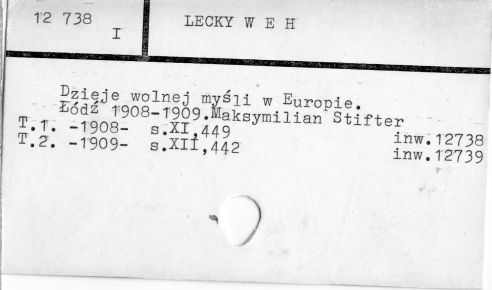 12 738
I
LECKY W E H
Dzieje wolnej myśli w Europie.
Łódź 1908-1909.Maksymilian Stifter
T.1. -1908- s.XI,449 inw.12738
T.2. -1909- s.XII,442 inw.12739